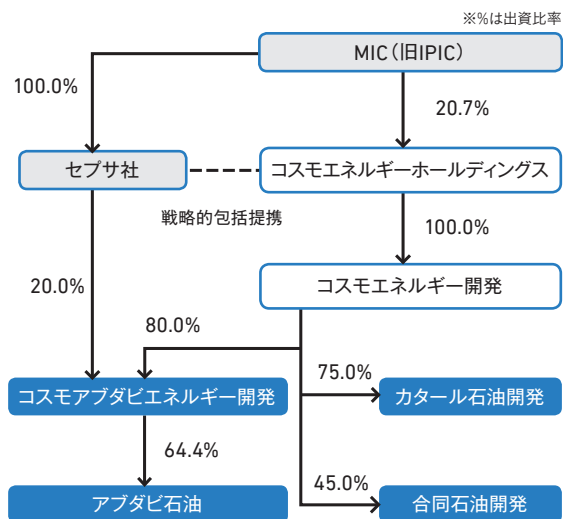 ※%は出資比率
MIC（旧IPIC）
100.0%
20.7%
セプサ社
コスモエネルギーホールディングス
戦略的包括提携
100.0%
コスモエネルギー開発
20.0%
80.0%
コスモアブダビエネルギー開発
75.0%
カタール石油開発
64.4%
45.0%
アブダビ石油
合同石油開発